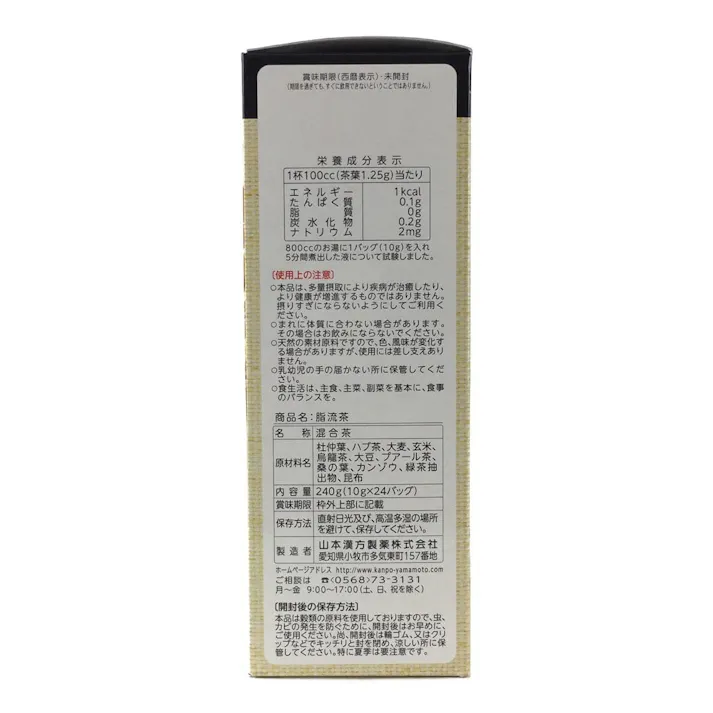 賞味期限(西暦表示)・未開封
(期限を過ぎても、すぐに飲用できないということではありません。)
栄養成分表示
1杯100cc(茶葉1.25g)当たり
エネルギー 1kcal
たんぱく質 0.1g
脂質 0g
炭水化物 0.2g
ナトリウム 2mg
800ccのお湯に1バッグ(10g)を入れ
5分間煮出した液について試験しました。
〔使用上の注意〕
○本品は、多量摂取により疾病が治癒したり、
より健康が増進するものではありません。
摂りすぎにならないようにしてご利用く
ださい。
○まれに体質に合わない場合があります。
その場合はお飲みにならないでください。
○天然の素材原料ですので、色、風味が変化す
る場合がありますが、使用には差し支えあり
ません。
○乳幼児の手の届かない所に保管してくだ
さい。
○食生活は、主食、主菜、副菜を基本に、食事
のバランスを。
商品名:脂流茶
名称 混合茶
原材料名 杜仲葉、ハブ茶、大麦、玄米、
烏龍茶、大豆、プアール茶、
桑の葉、カンゾウ、緑茶抽
出物、昆布
内容量 240g(10g×24バッグ)
賞味期限 枠外上部に記載
保存方法 直射日光及び、高温多湿の場所
を避けて、保存してください。
製造者 山本漢方製薬株式会社
愛知県小牧市多気東町157番地
ホームページアドレス http://www.kanpo-yamamoto.com
ご相談は ☎(0568)73-3131
月〜金 9:00〜17:00(土、日、祝を除く)
〔開封後の保存方法〕
本品は穀類の原料を使用しておりますので、虫、
カビの発生を防ぐために、開封後はお早めに、
ご使用ください。尚、開封後は輪ゴム、又はクリ
ップなどでキッチリと封を閉め、涼しい所に保
管してください。特に夏季は要注意です。